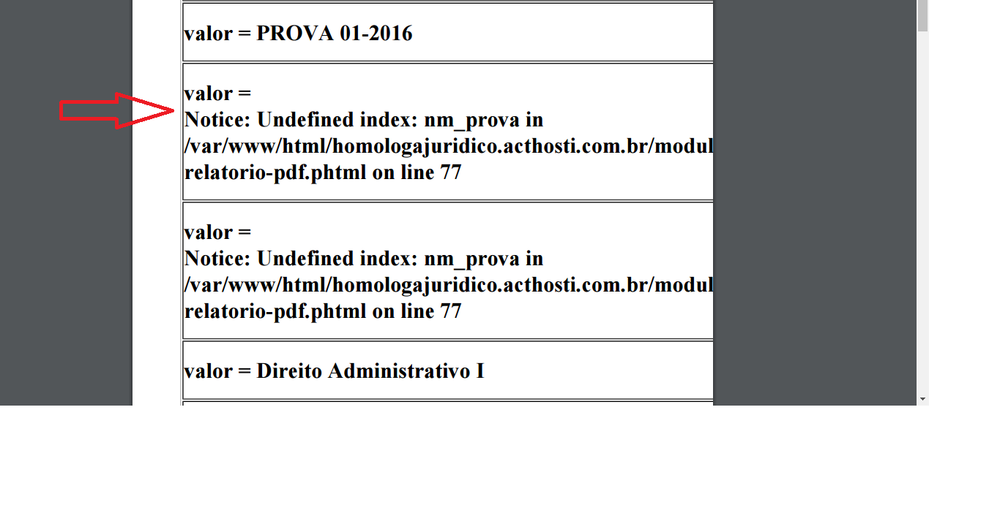 valor = PROVA 01-2016
valor =
Notice: Undefined index: nm_prova in
/var/www/html/homologajuridico.acthosti.com.br/modul
relatorio-pdf.phtml on line 77
valor =
Notice: Undefined index: nm_prova in
/var/www/html/homologajuridico.acthosti.com.br/modul
relatorio-pdf.phtml on line 77
valor = Direito Administrativo I